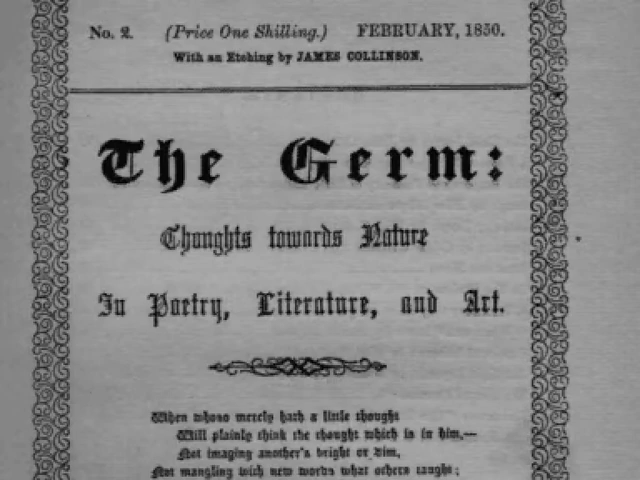 No. 2. (Price One Shilling.) FEBRUARY, 1850.
With an Etching by JAMES COLLINSON.
The Germ:
Thoughts towards Nature
In Poetry, Literature, and Art.
When whoso merely hath a little thought
Will plainly think the thought which is in him,—
Not imaging another's bright or dim,
Not mangling with new words what others taught;